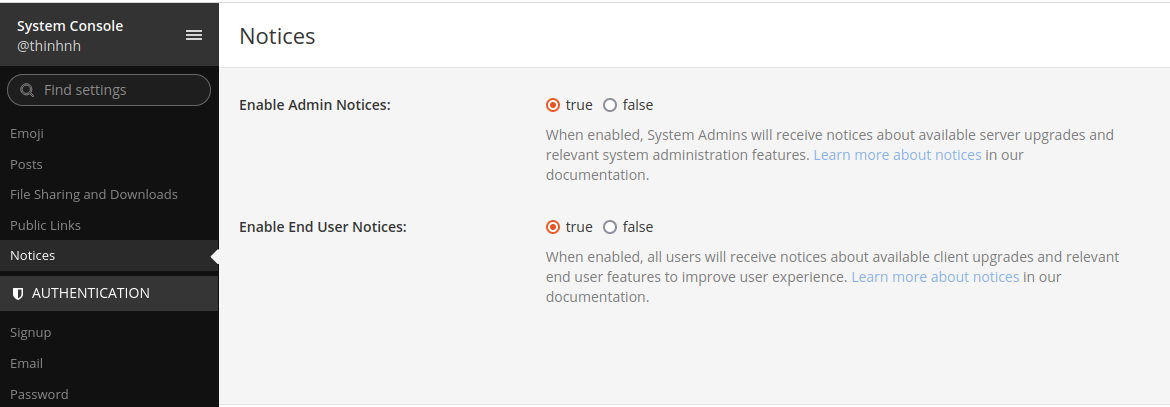 System Console
@thinhnh
Find settings
Emoji
Posts
File Sharing and Downloads
Public Links
Notices
AUTHENTICATION
Signup
Email
Password
Notices
Enable Admin Notices:
true false
When enabled, System Admins will receive notices about available server upgrades and
relevant system administration features. Learn more about notices in our
documentation.
Enable End User Notices:
true false
When enabled, all users will receive notices about available client upgrades and relevant
end user features to improve user experience. Learn more about notices in our
documentation.